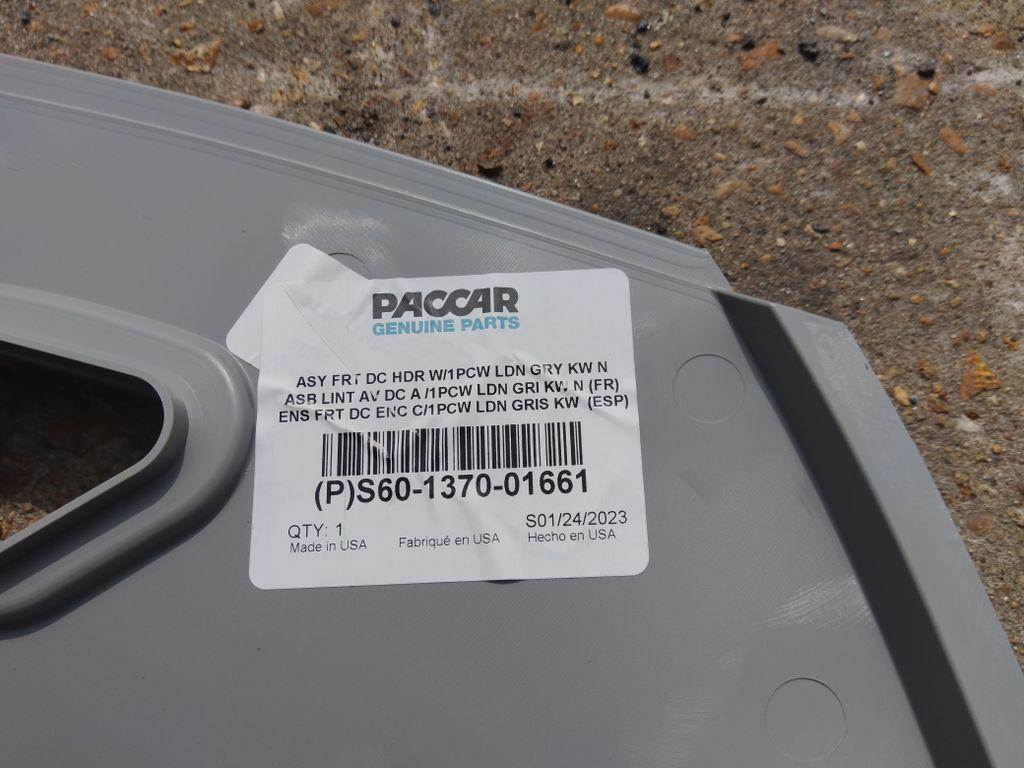 PACCAR
GENUINE PARTS
ASY FRT DC HDR W/1PCW LDN GRY KW N
ASB LINT AV DC A /1PCW LDN GRI KW N (FR)
ENS FRT DC ENC C/1PCW LDN GRIS KW (ESP)
(P)S60-1370-01661
QTY: 1
S01/24/2023
Made in USA Fabriqué en USA Hecho en USA